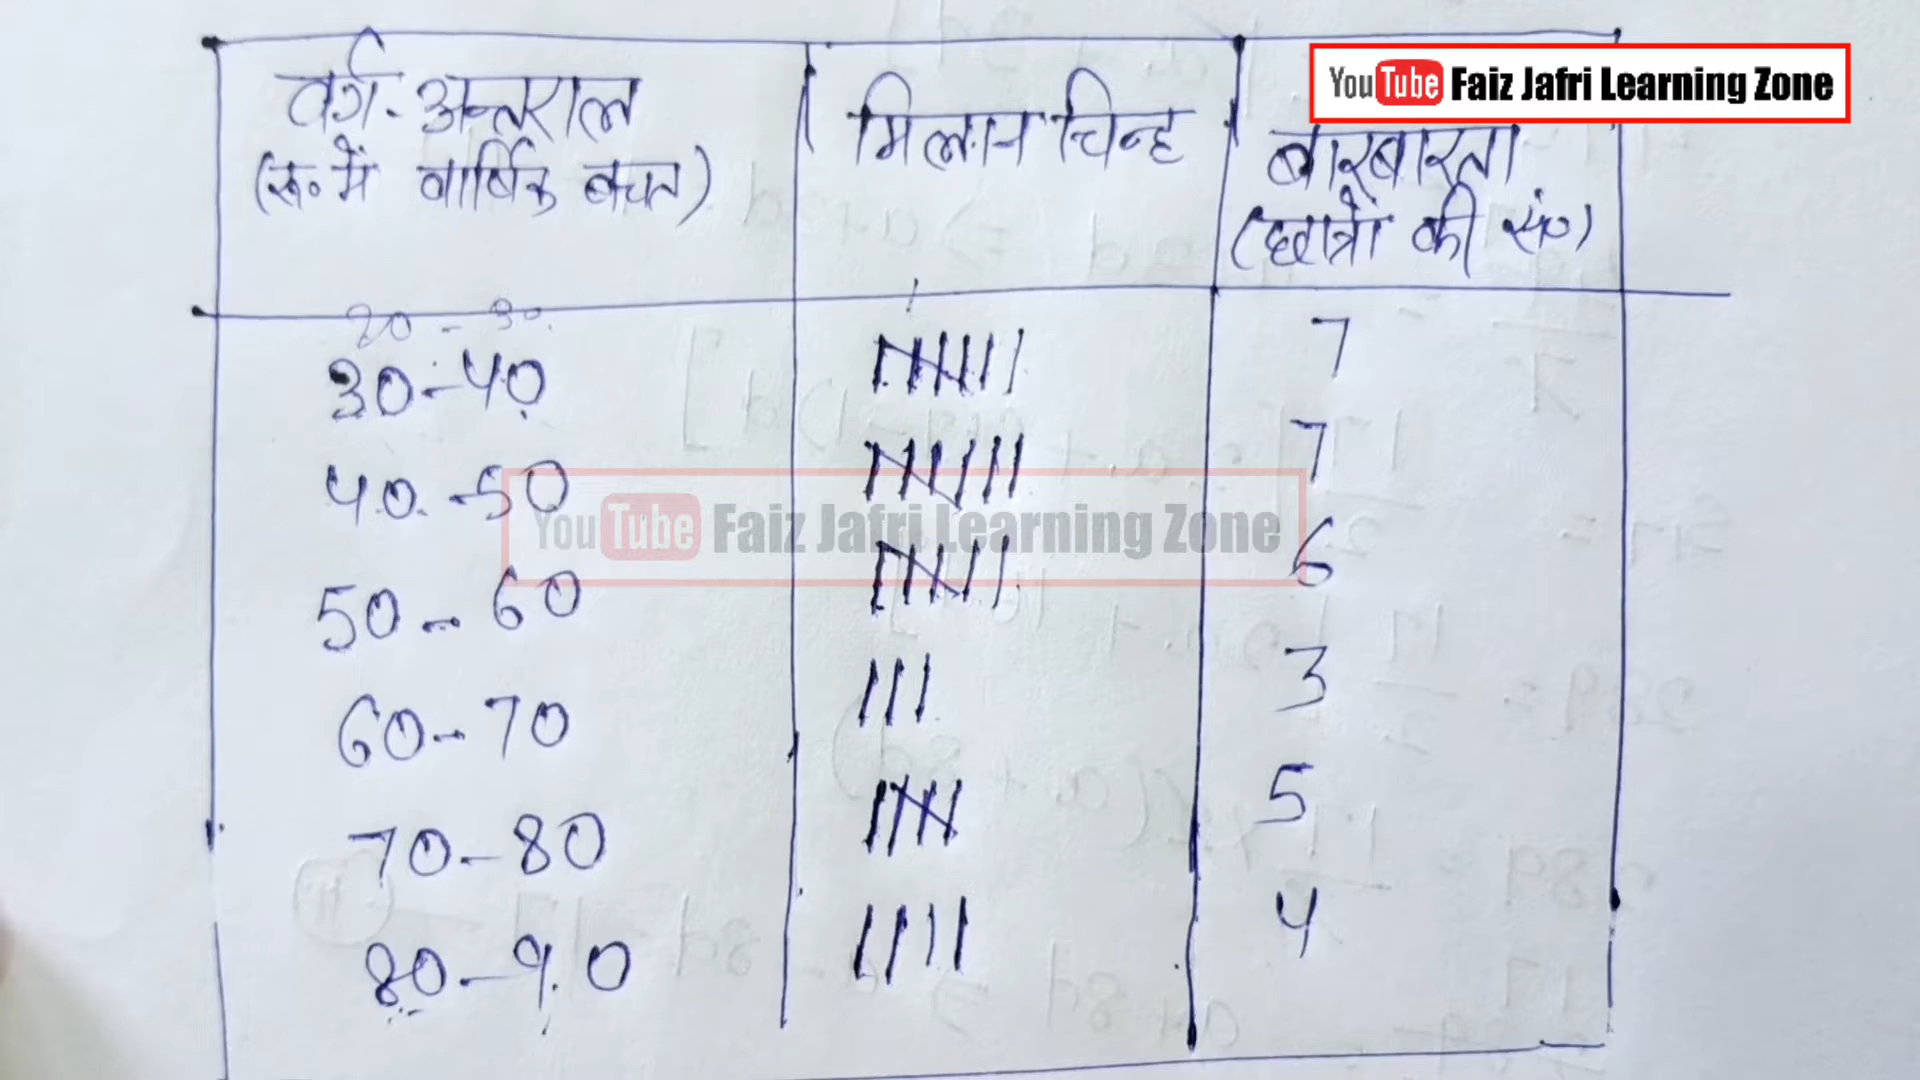 YouTube Faiz Jafri Learning Zone
वर्ग-अन्तराल
(रू० में वार्षिक बचत)
मिलान चिन्ह
बारंबारता
(छात्रों की सं०)
20 - 30
30-40 7
40-50 7
YouTube Faiz Jafri Learning Zone
50-60 6
60-70 3
70-80 5
80-90 4